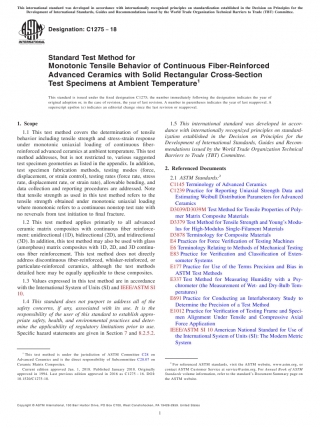 This international standard was developed in accordance with internationally recognized principles on standardization established in the Decision on Principles for the
Development of International Standards, Guides and Recommendations issued by the World Trade Organization Technical Barriers to Trade (TBT) Committee.
Designation: C1275 − 18
Standard Test Method for
Monotonic Tensile Behavior of Continuous Fiber-Reinforced
Advanced Ceramics with Solid Rectangular Cross-Section
Test Specimens at Ambient Temperature1
This standard is issued under the fixed designation C1275; the number immediately following the designation indicates the year of
original adoption or, in the case of revision, the year of last revision. A number in parentheses indicates the year of last reapproval. A
superscript epsilon (ε) indicates an editorial change since the last revision or reapproval.
1. Scope
1.1 This test method covers the determination of tensile
behavior including tensile strength and stress-strain response
under monotonic uniaxial loading of continuous fiber-
reinforced advanced ceramics at ambient temperature. This test
method addresses, but is not restricted to, various suggested
test specimen geometries as listed in the appendix. In addition,
test specimen fabrication methods, testing modes (force,
displacement, or strain control), testing rates (force rate, stress
rate, displacement rate, or strain rate), allowable bending, and
data collection and reporting procedures are addressed. Note
that tensile strength as used in this test method refers to the
tensile strength obtained under monotonic uniaxial loading
where monotonic refers to a continuous nonstop test rate with
no reversals from test initiation to final fracture.
1.2 This test method applies primarily to all advanced
ceramic matrix composites with continuous fiber reinforce-
ment: unidirectional (1D), bidirectional (2D), and tridirectional
(3D). In addition, this test method may also be used with glass
(amorphous) matrix composites with 1D, 2D, and 3D continu-
ous fiber reinforcement. This test method does not directly
address discontinuous fiber-reinforced, whisker-reinforced, or
particulate-reinforced ceramics, although the test methods
detailed here may be equally applicable to these composites.
1.3 Values expressed in this test method are in accordance
with the International System of Units (SI) and IEEE/ASTM SI
10.
1.4 This standard does not purport to address all of the
safety concerns, if any, associated with its use. It is the
responsibility of the user of this standard to establish appro-
priate safety, health, and environmental practices and deter-
mine the applicability of regulatory limitations prior to use.
Specific hazard statements are given in Section 7 and 8.2.5.2.
1 This test method is under the jurisdiction of ASTM Committee C28 on
Advanced Ceramics and is the direct responsibility of Subcommittee C28.07 on
Ceramic Matrix Composites.
Current edition approved Jan. 1, 2018. Published January 2018. Originally
approved in 1994. Last previous edition approved in 2016 as C1275 – 16. DOI:
10.1520/C1275-18.
1.5 This international standard was developed in accor-
dance with internationally recognized principles on standard-
ization established in the Decision on Principles for the
Development of International Standards, Guides and Recom-
mendations issued by the World Trade Organization Technical
Barriers to Trade (TBT) Committee.
2. Referenced Documents
2.1 ASTM Standards:2
C1145 Terminology of Advanced Ceramics
C1239 Practice for Reporting Uniaxial Strength Data and
Estimating Weibull Distribution Parameters for Advanced
Ceramics
D3039/D3039M Test Method for Tensile Properties of Poly-
mer Matrix Composite Materials
D3379 Test Method for Tensile Strength and Young's Modu-
lus for High-Modulus Single-Filament Materials
D3878 Terminology for Composite Materials
E4 Practices for Force Verification of Testing Machines
E6 Terminology Relating to Methods of Mechanical Testing
E83 Practice for Verification and Classification of Exten-
someter Systems
E177 Practice for Use of the Terms Precision and Bias in
ASTM Test Methods
E337 Test Method for Measuring Humidity with a Psy-
chrometer (the Measurement of Wet- and Dry-Bulb Tem-
peratures)
E691 Practice for Conducting an Interlaboratory Study to
Determine the Precision of a Test Method
E1012 Practice for Verification of Testing Frame and Speci-
men Alignment Under Tensile and Compressive Axial
Force Application
IEEE/ASTM SI 10 American National Standard for Use of
the International System of Units (SI): The Modern Metric
System
2 For referenced ASTM standards, visit the ASTM website, www.astm.org, or
contact ASTM Customer Service at service@astm.org. For Annual Book of ASTM
Standards volume information, refer to the standard's Document Summary page on
the ASTM website.
Copyright © ASTM International, 100 Barr Harbor Drive, PO Box C700, West Conshohocken, PA 19428-2959. United States
1